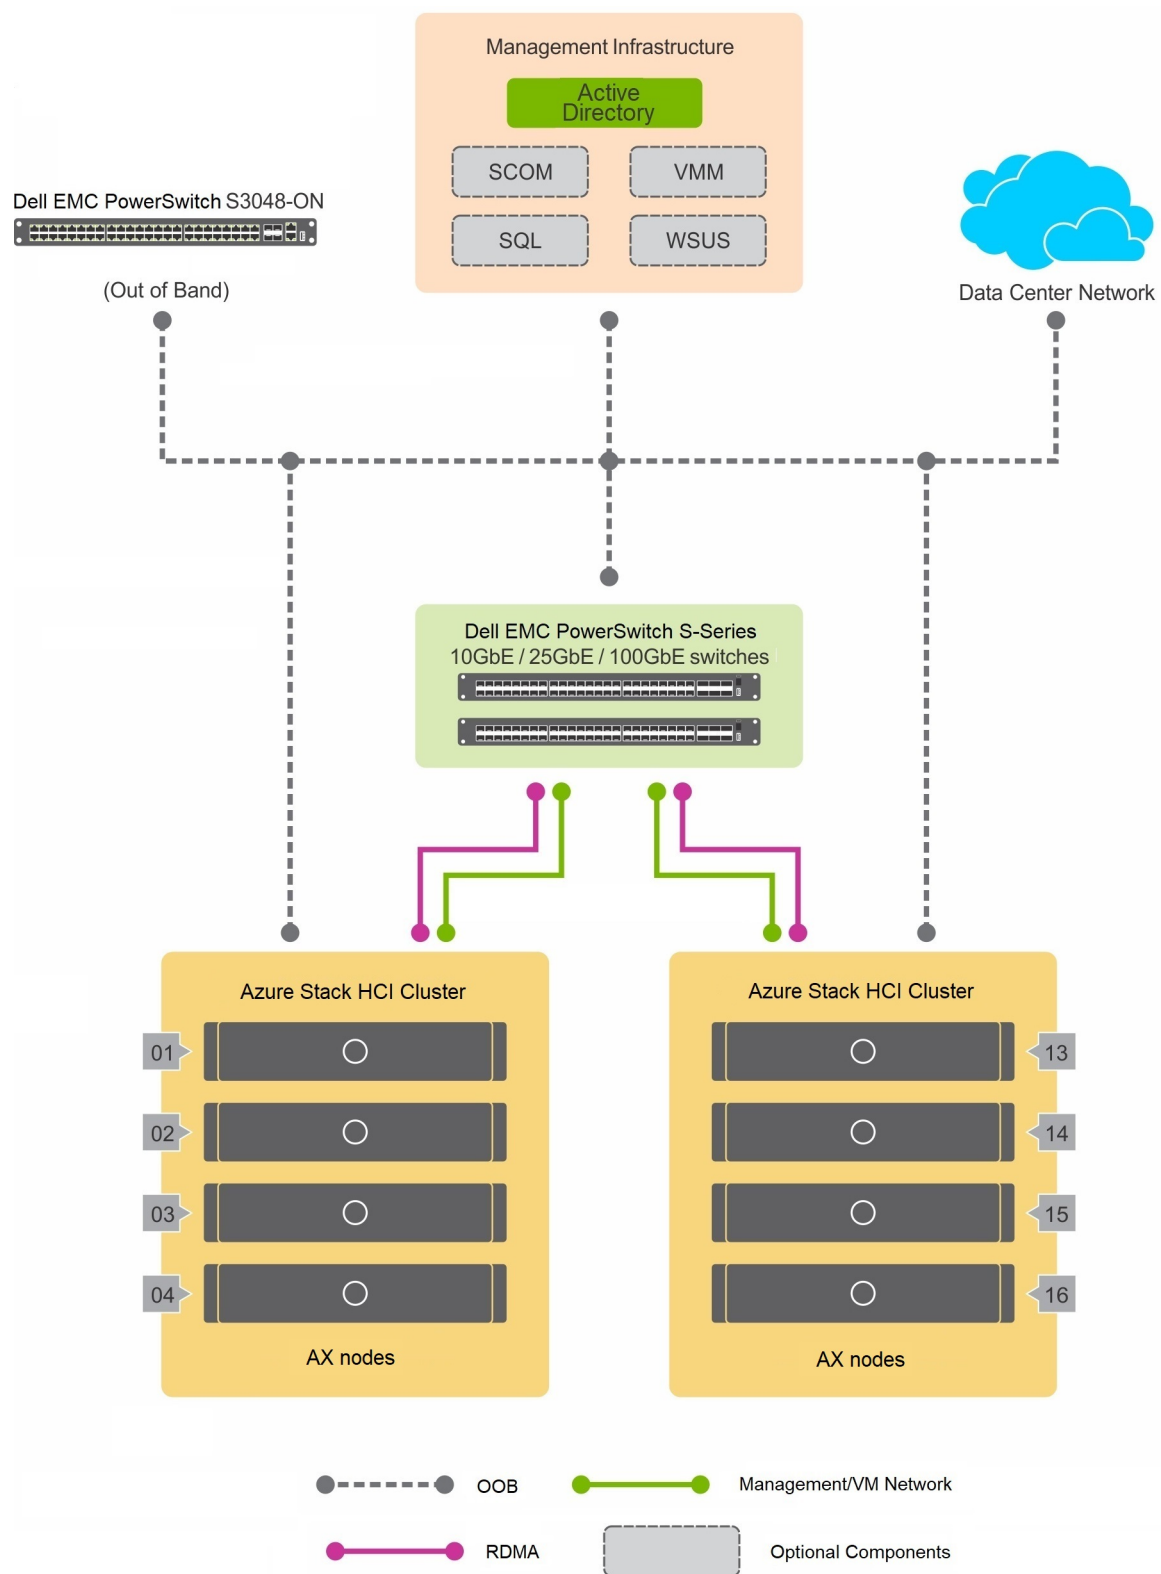 Management Infrastructure
Active
Directory
SCOM
VMM
SQL
WSUS
Dell EMC PowerSwitch S3048-ON
(Out of Band)
Data Center Network
Dell EMC PowerSwitch S-Series
10GbE / 25GbE / 100GbE switches
Azure Stack HCI Cluster
01
02
03
04
AX nodes
Azure Stack HCI Cluster
13
14
15
16
AX nodes
OOB
Management/VM Network
RDMA
Optional Components